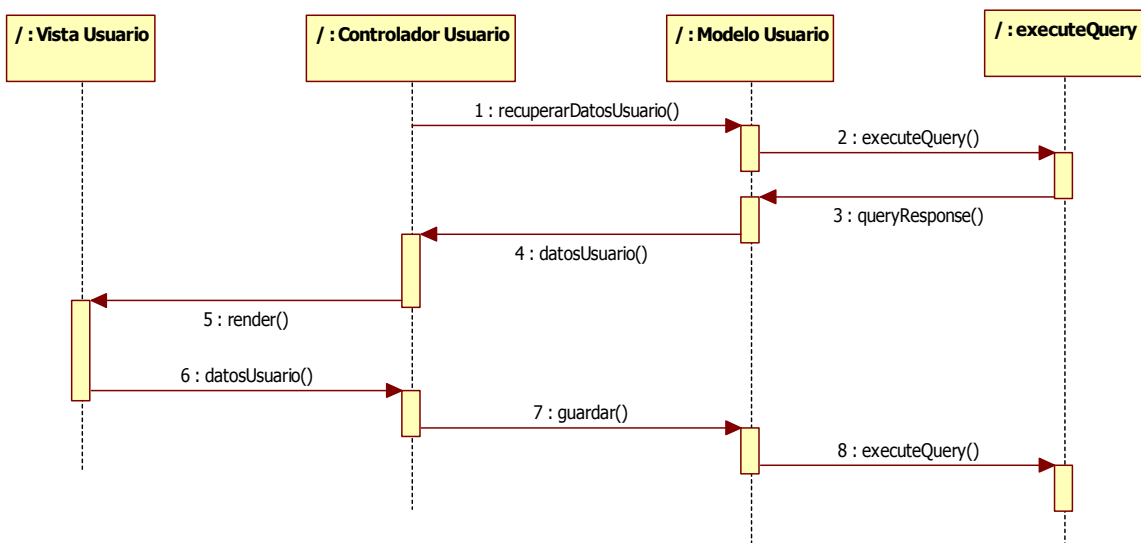 / : Vista Usuario
/ : Controlador Usuario
/ : Modelo Usuario
/ : executeQuery
1 : recuperarDatosUsuario()
2 : executeQuery()
3 : queryResponse()
4 : datosUsuario()
5 : render()
6 : datosUsuario()
7 : guardar()
8 : executeQuery()